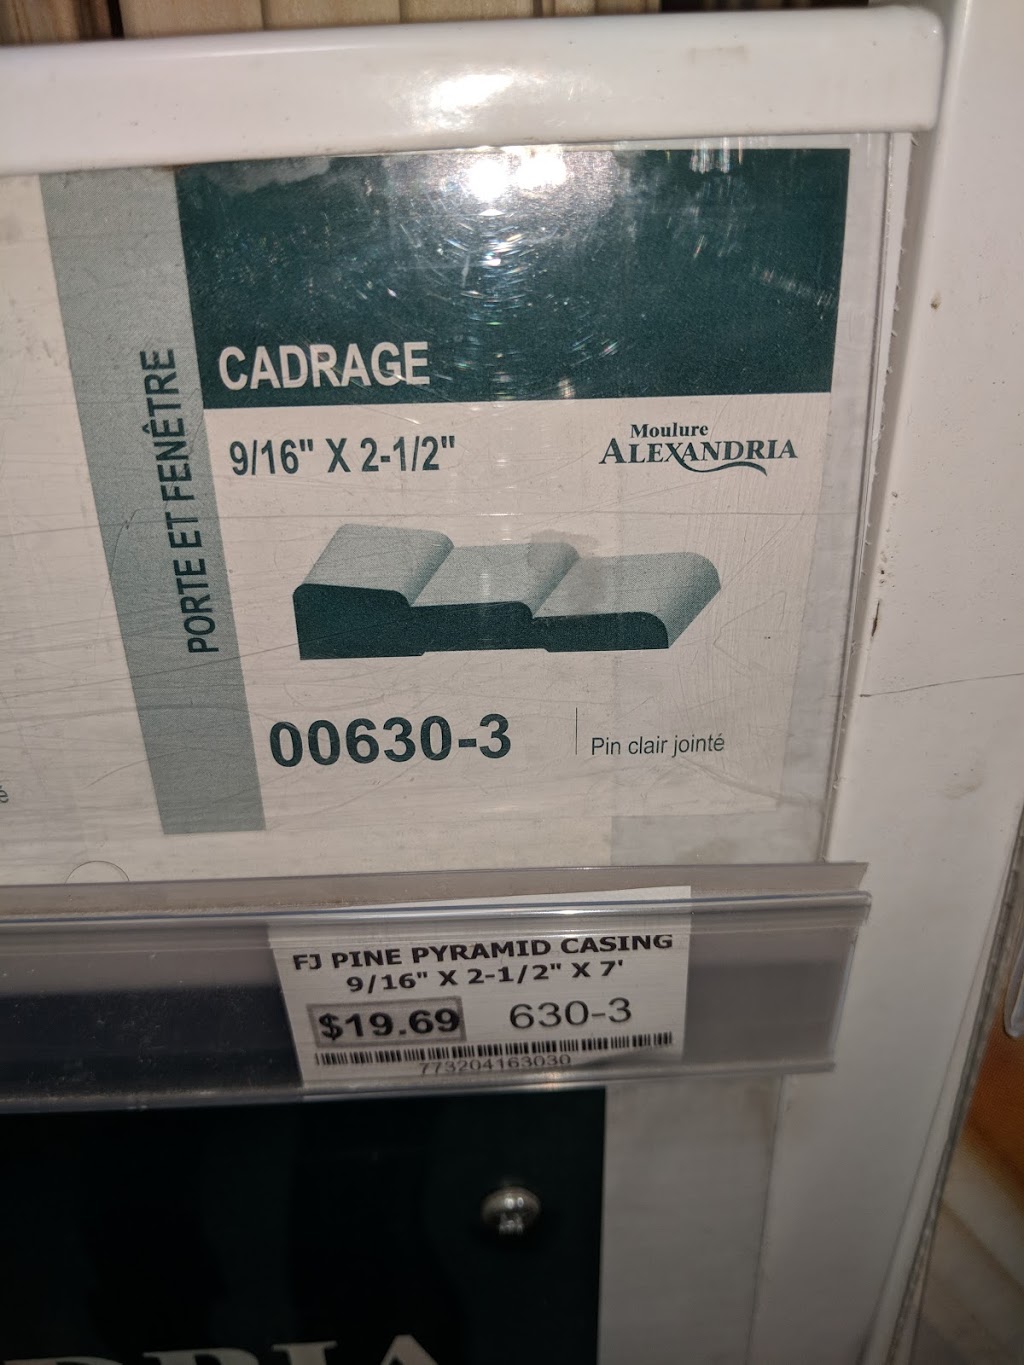 PORTE ET FENÊTRE
CADRAGE
9/16" X 2-1/2"
Moulure
ALEXANDRIA
00630-3
Pin clair jointé
é
FJ PINE PYRAMID CASING
9/16" X 2-1/2" X 7'
$19.69 630-3
773204163030
DRIA